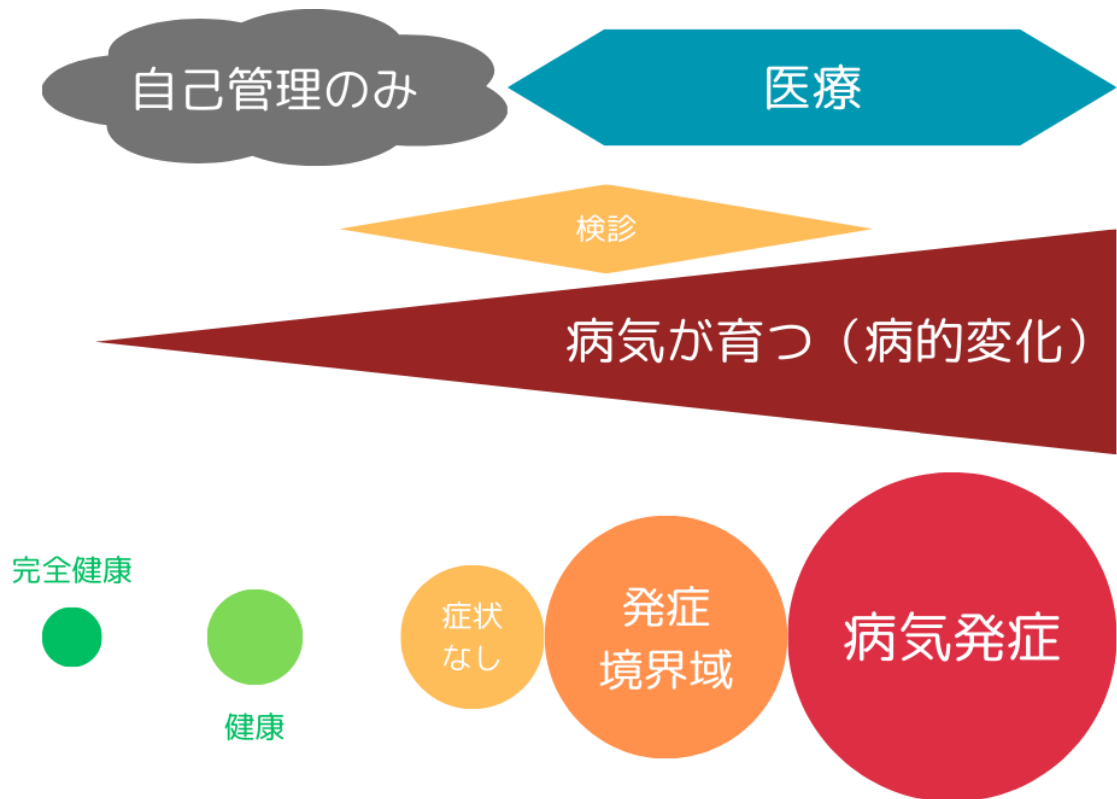 自己管理のみ
医療
検診
病気が育つ（病的変化）
完全健康
健康
症状
なし
発症
境界域
病気発症